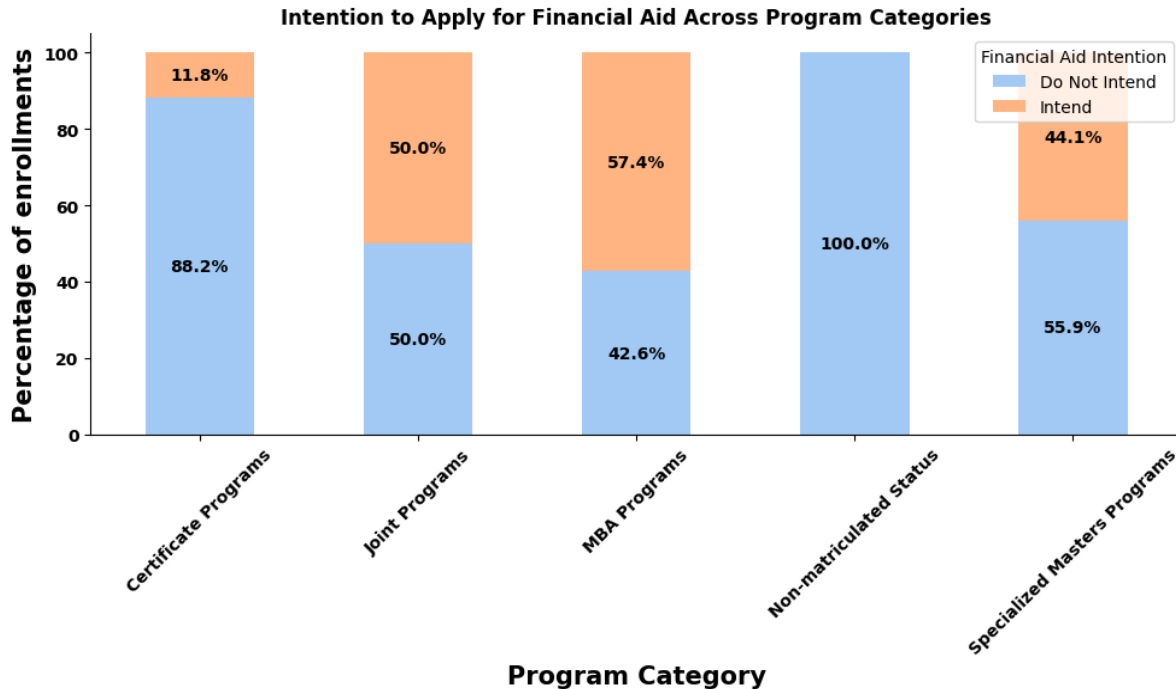 Intention to Apply for Financial Aid Across Program Categories
Percentage of enrollments
100
80
60
40
20
0
Financial Aid Intention
Do Not Intend
Intend
11.8%
88.2%
50.0%
50.0%
57.4%
42.6%
100.0%
44.1%
55.9%
Certificate Programs
Joint Programs
MBA Programs
Non-matriculated Status
Specialized Masters Programs
Program Category